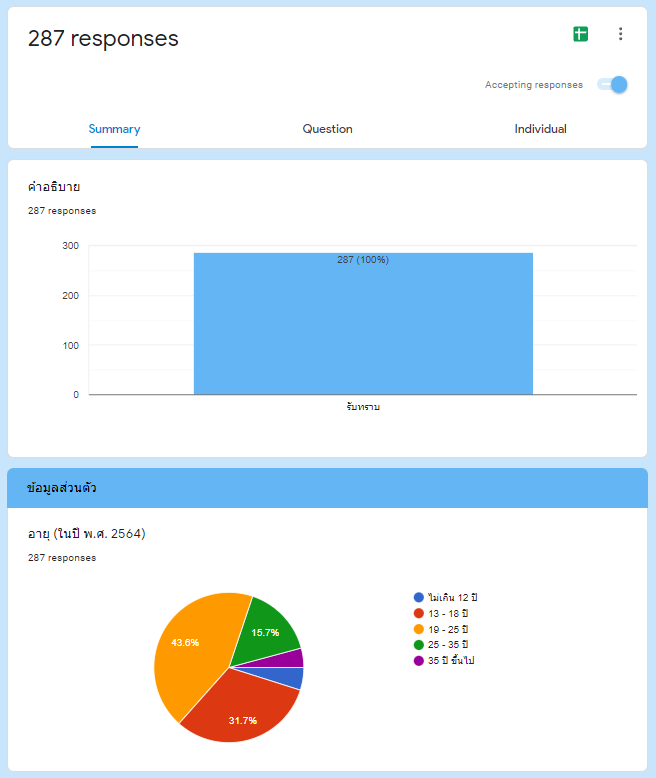 287 responses
Accepting responses
Summary
Question
Individual
คำอธิบาย
287 responses
300
200
100
0
287 (100%)
รับทราบ
ข้อมูลส่วนตัว
อายุ (ในปี พ.ศ. 2564)
287 responses
43.6%
15.7%
31.7%
ไม่เกิน 12 ปี
13 - 18 ปี
19 - 25 ปี
25 - 35 ปี
35 ปี ขึ้นไป